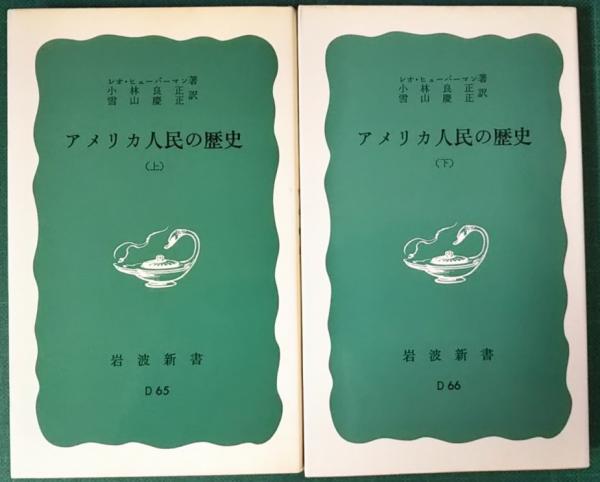 レオ・ヒューバーマン著
小林良正
雪山慶正訳
アメリカ人民の歴史
(上)
岩波新書
D 65
レオ・ヒューバーマン著
小林良正
雪山慶正訳
アメリカ人民の歴史
(下)
岩波新書
D 66